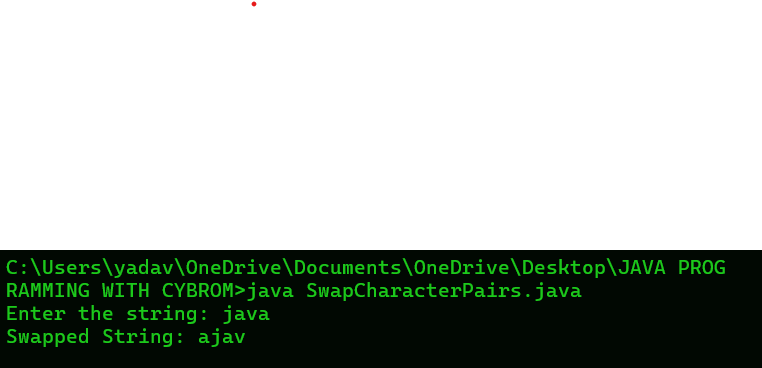 C:\Users\yadav\OneDrive\Documents\OneDrive\Desktop\JAVA PROG
RAMMING WITH CYBROM>java SwapCharacterPairs.java
Enter the string: java
Swapped String: ajav